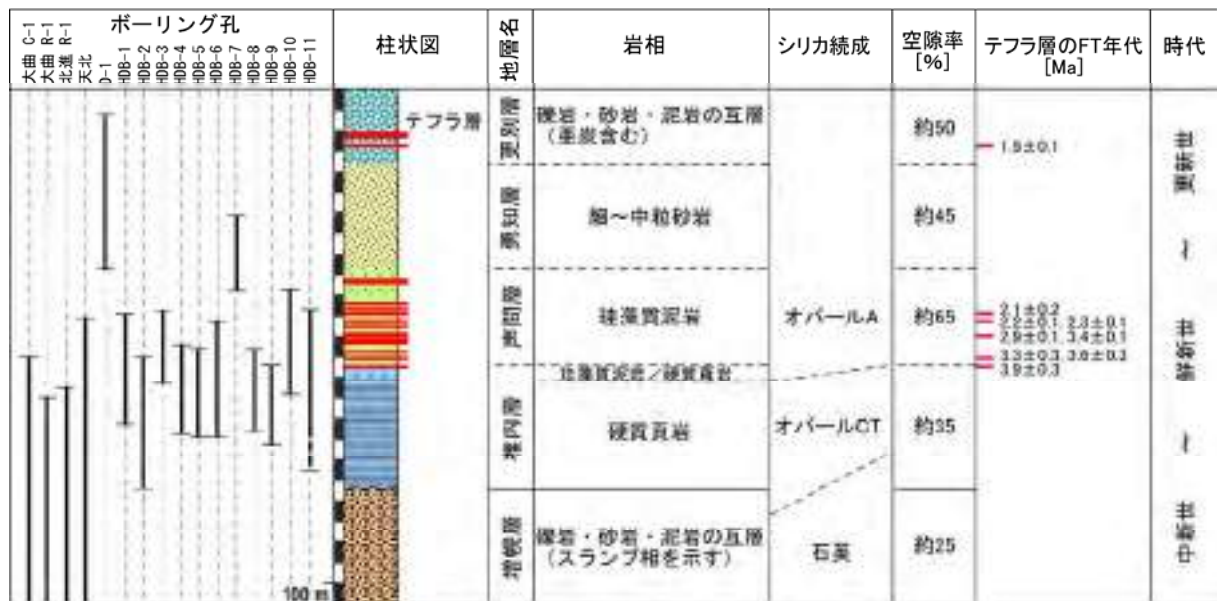 ボーリング孔
大曲 C-1
大曲 R-1
北進 R-1
天北
D-1
HDB-1
HDB-2
HDB-3
HDB-4
HDB-5
HDB-6
HDB-7
HDB-8
HDB-9
HDB-10
HDB-11
柱状図
地層名
岩相
シリカ続成
空隙率
[%]
テフラ層のFT年代
[Ma]
時代
テフラ層
更別層
礫岩・砂岩・泥岩の互層
(亜炭含む)
約50
1.5±0.1
更新世
勇知層
細~中粒砂岩
約45
~
声問層
珪藻質泥岩
オパールA
約65
2.1±0.2
2.2±0.1, 2.3±0.1
2.9±0.1, 3.4±0.1
3.3±0.3, 3.6±0.3
3.9±0.3
鮮新世
珪藻質泥岩/硬質頁岩
稚内層
硬質頁岩
オパールCT
約35
~
増幌層
礫岩・砂岩・泥岩の互層
(スランプ相を示す)
石英
約25
中新世
100 m